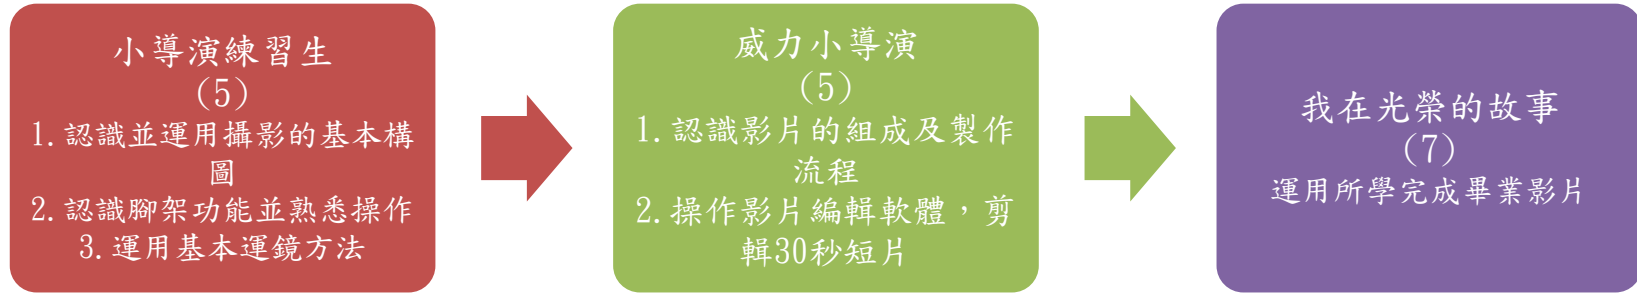 小導演練習生
(5)
1.認識並運用攝影的基本構
圖
2.認識腳架功能並熟悉操作
3.運用基本運鏡方法
威力小導演
(5)
1.認識影片的組成及製作
流程
2.操作影片編輯軟體，剪
輯30秒短片
我在光榮的故事
(7)
運用所學完成畢業影片